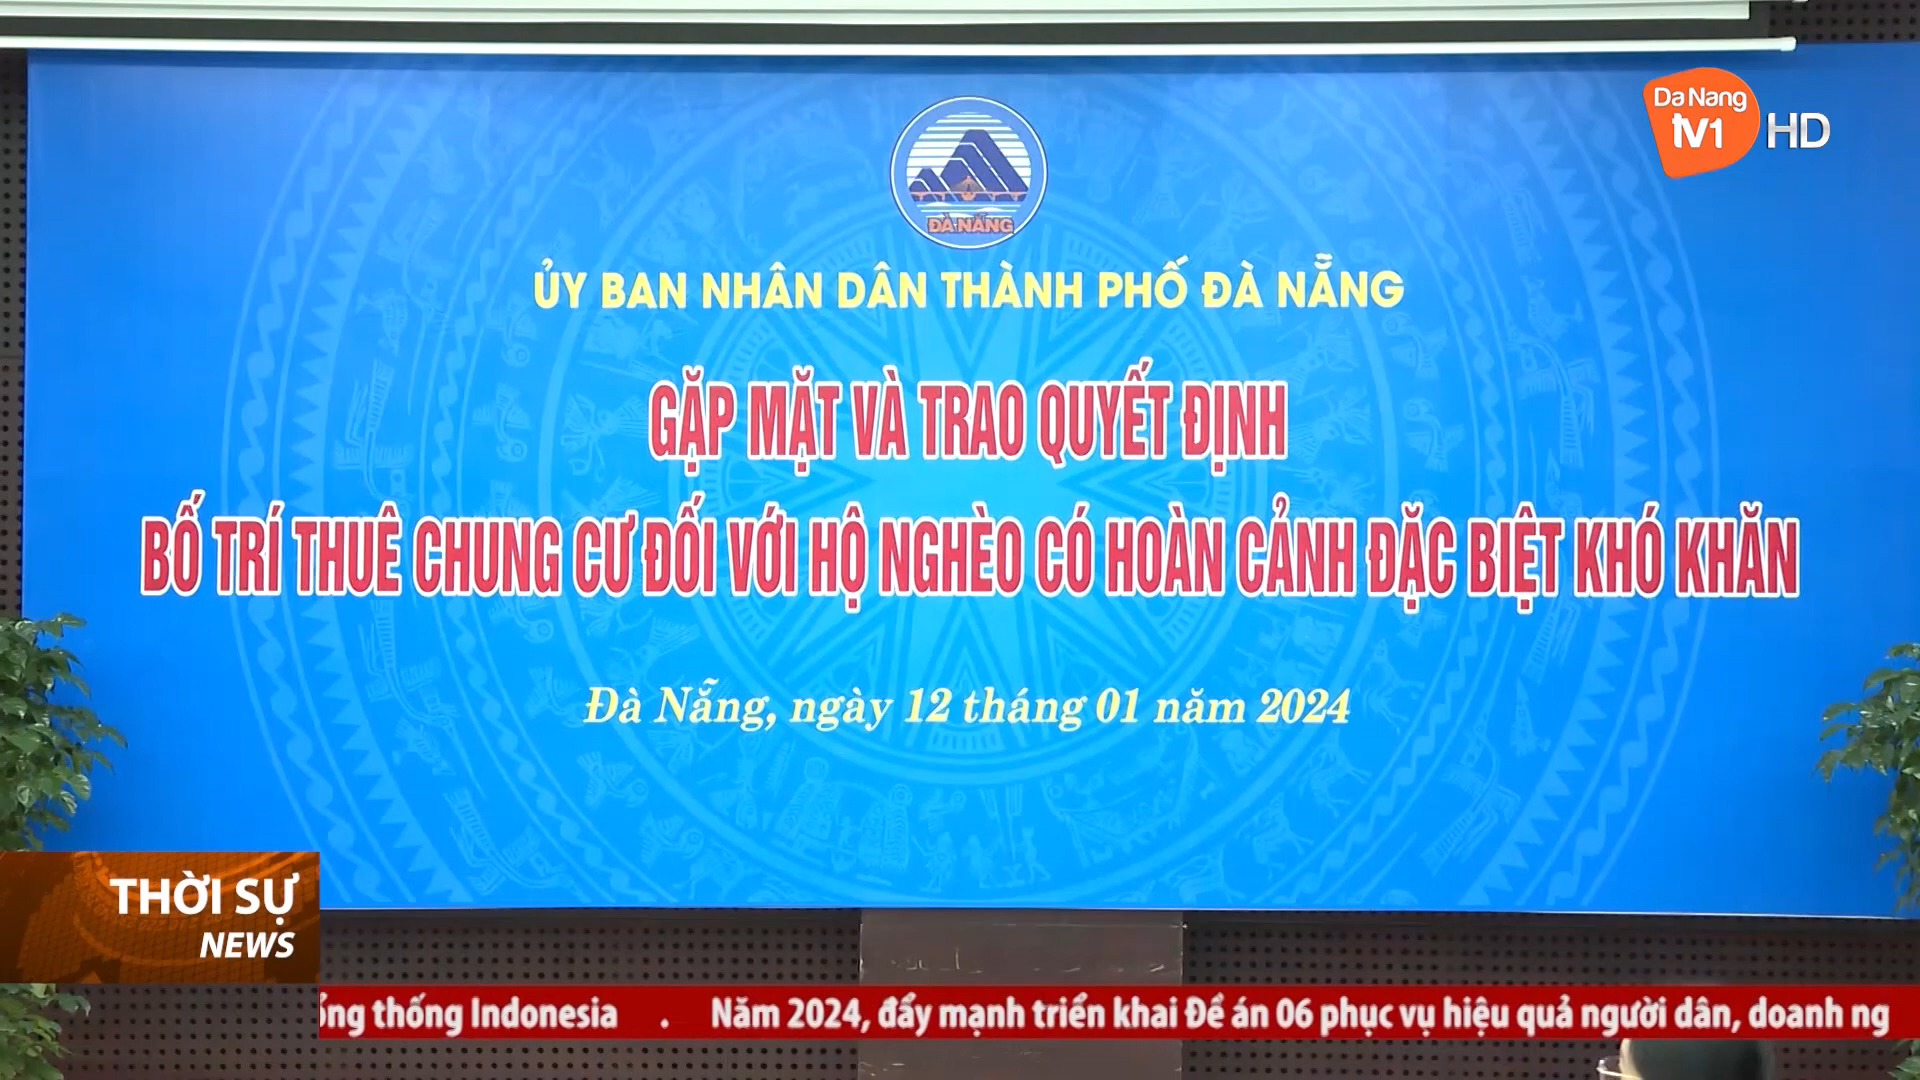 Da Nang
tv1 HD
ĐÀ NẴNG
ỦY BAN NHÂN DÂN THÀNH PHỐ ĐÀ NẴNG
GẶP MẶT VÀ TRAO QUYẾT ĐỊNH
BỐ TRÍ THUÊ CHUNG CƯ ĐỐI VỚI HỘ NGHÈO CÓ HOÀN CẢNH ĐẶC BIỆT KHÓ KHĂN
Đà Nẵng, ngày 12 tháng 01 năm 2024
THỜI SỰ
NEWS
thống Indonesia . Năm 2024, đẩy mạnh triển khai Đề án 06 phục vụ hiệu quả người dân, doanh ng